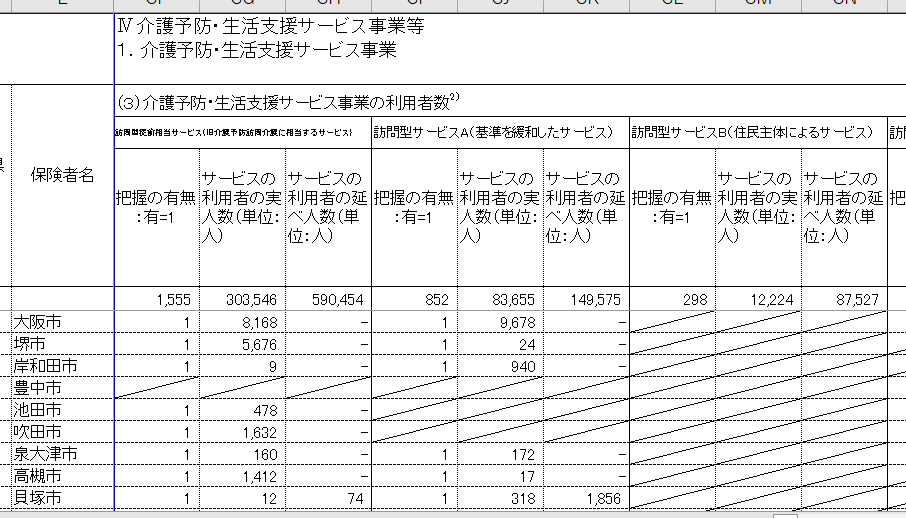 Ⅳ 介護予防・生活支援サービス事業等
1. 介護予防・生活支援サービス事業
(3)介護予防・生活支援サービス事業の利用者数2)
訪問型従前相当サービス(旧介護予防訪問介護に相当するサービス) 訪問型サービスA(基準を緩和したサービス) 訪問型サービスB(住民主体によるサービス) 訪
保険者名
把握の有無:有=1 サービスの利用者の実人数(単位:人) サービスの利用者の延べ人数(単位:人) 把握の有無:有=1 サービスの利用者の実人数(単位:人) サービスの利用者の延べ人数(単位:人) 把握の有無:有=1 サービスの利用者の実人数(単位:人) サービスの利用者の延べ人数(単位:人) 把
1,555 303,546 590,454 852 83,655 149,575 298 12,224 87,527
大阪市 1 8,168 - 1 9,678 -
堺市 1 5,676 - 1 24 -
岸和田市 1 9 - 1 940 -
豊中市
池田市 1 478 -
吹田市 1 1,632 -
泉大津市 1 160 - 1 172 -
高槻市 1 1,412 - 1 17 -
貝塚市 1 12 74 1 318 1,856